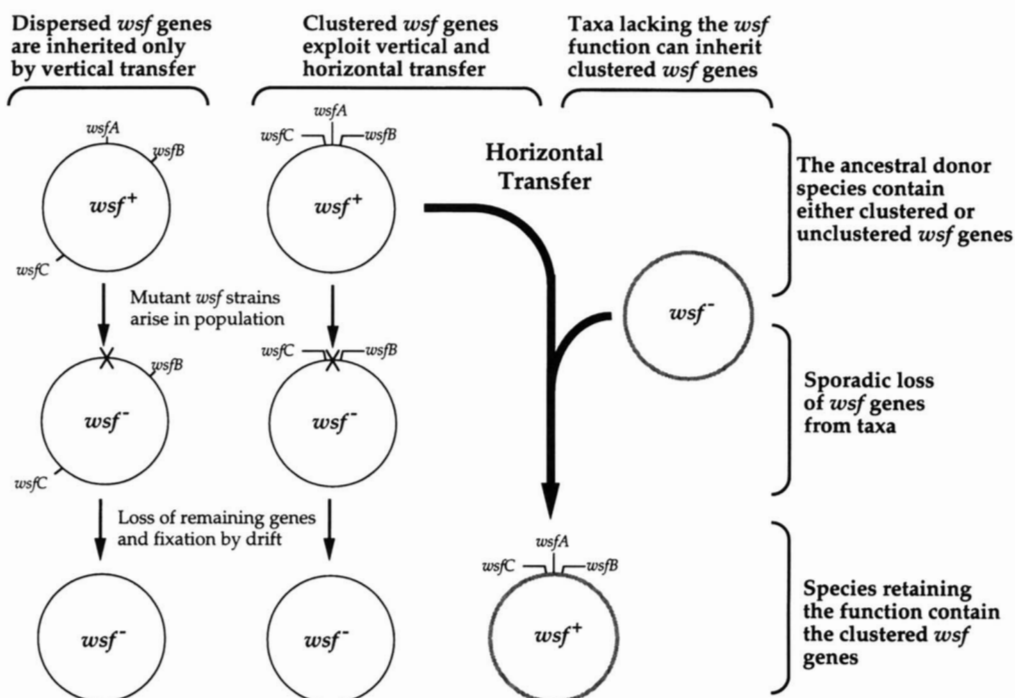 Dispersed wsf genes
are inherited only
by vertical transfer
Clustered wsf genes
exploit vertical and
horizontal transfer
Taxa lacking the wsf
function can inherit
clustered wsf genes
wsfA
wsfB
wsf+
wsfC
wsfA
wsfC
wsfB
wsf+
Horizontal
Transfer
The ancestral donor
species contain
either clustered or
unclustered wsf genes
Mutant wsf strains
arise in population
wsf-
X
wsfB
wsf-
wsfC
wsfC
wsfB
X
wsf-
Sporadic loss
of wsf genes
from taxa
Loss of remaining genes
and fixation by drift
wsf-
wsf-
wsfA
wsfC
wsfB
wsf+
Species retaining
the function contain
the clustered wsf
genes